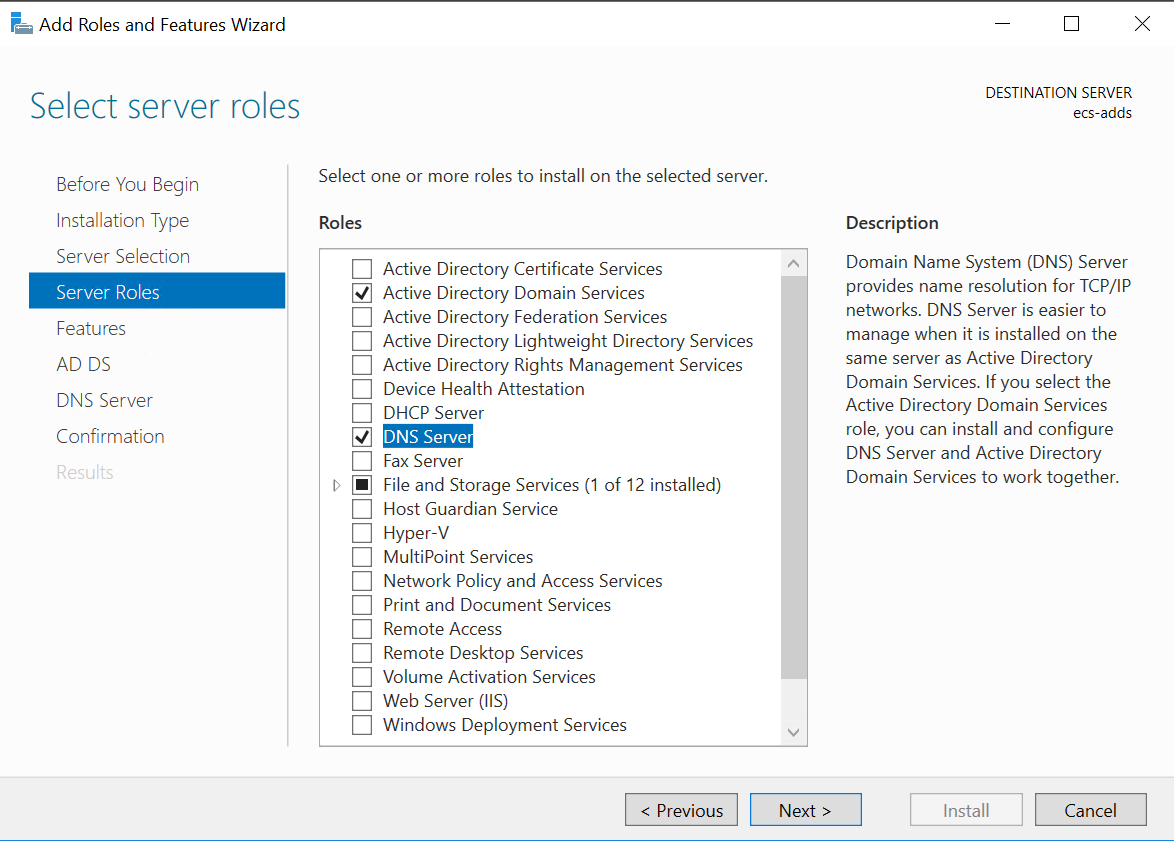 Add Roles and Features Wizard
Select server roles
DESTINATION SERVER
ecs-adds
Before You Begin
Installation Type
Server Selection
Server Roles
Features
AD DS
DNS Server
Confirmation
Results
Select one or more roles to install on the selected server.
Roles
Active Directory Certificate Services
Active Directory Domain Services
Active Directory Federation Services
Active Directory Lightweight Directory Services
Active Directory Rights Management Services
Device Health Attestation
DHCP Server
DNS Server
Fax Server
File and Storage Services (1 of 12 installed)
Host Guardian Service
Hyper-V
MultiPoint Services
Network Policy and Access Services
Print and Document Services
Remote Access
Remote Desktop Services
Volume Activation Services
Web Server (IIS)
Windows Deployment Services
Description
Domain Name System (DNS) Server
provides name resolution for TCP/IP
networks. DNS Server is easier to
manage when it is installed on the
same server as Active Directory
Domain Services. If you select the
Active Directory Domain Services
role, you can install and configure
DNS Server and Active Directory
Domain Services to work together.
< Previous
Next >
Install
Cancel